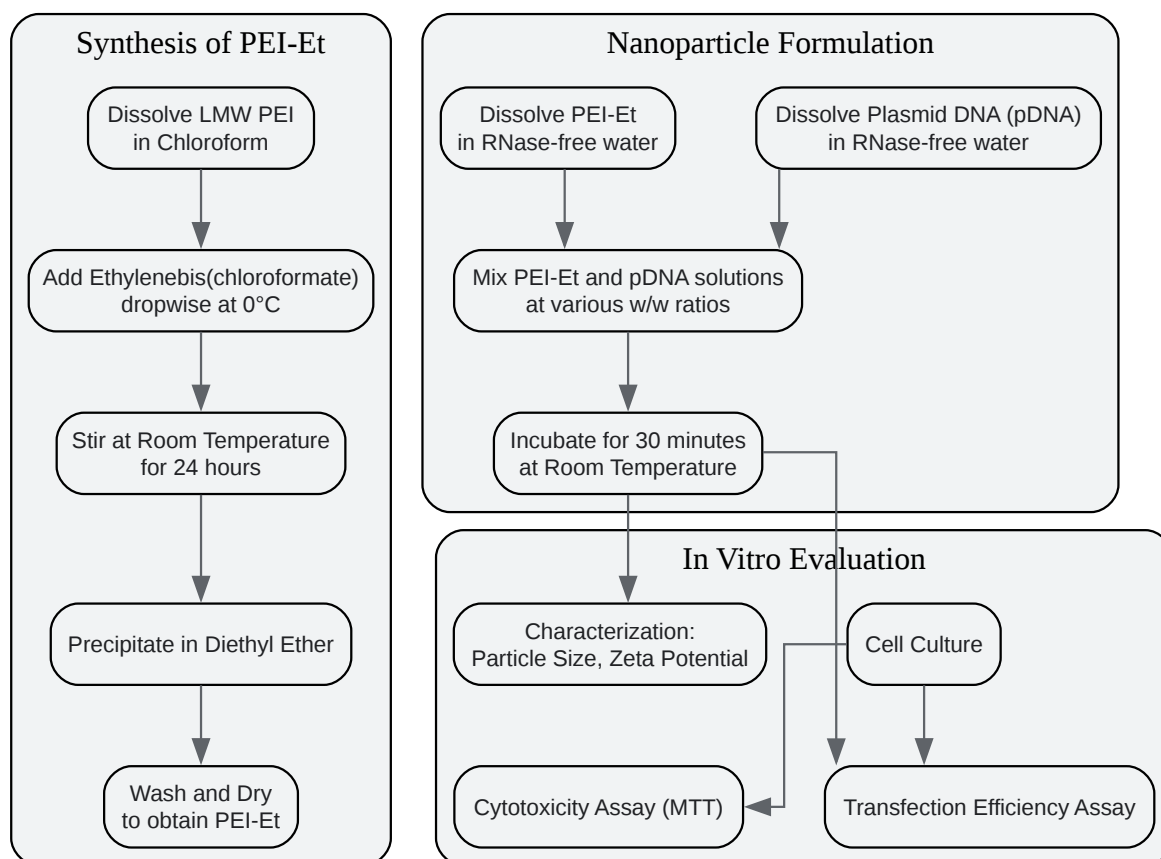 Synthesis of PEI-Et
Dissolve LMW PEI
in Chloroform
Add Ethylenebis(chloroformate)
dropwise at 0°C
Stir at Room Temperature
for 24 hours
Precipitate in Diethyl Ether
Wash and Dry
to obtain PEI-Et
Nanoparticle Formulation
Dissolve PEI-Et
in RNase-free water
Dissolve Plasmid DNA (pDNA)
in RNase-free water
Mix PEI-Et and pDNA solutions
at various w/w ratios
Incubate for 30 minutes
at Room Temperature
In Vitro Evaluation
Characterization:
Particle Size, Zeta Potential
Cell Culture
Cytotoxicity Assay (MTT)
Transfection Efficiency Assay